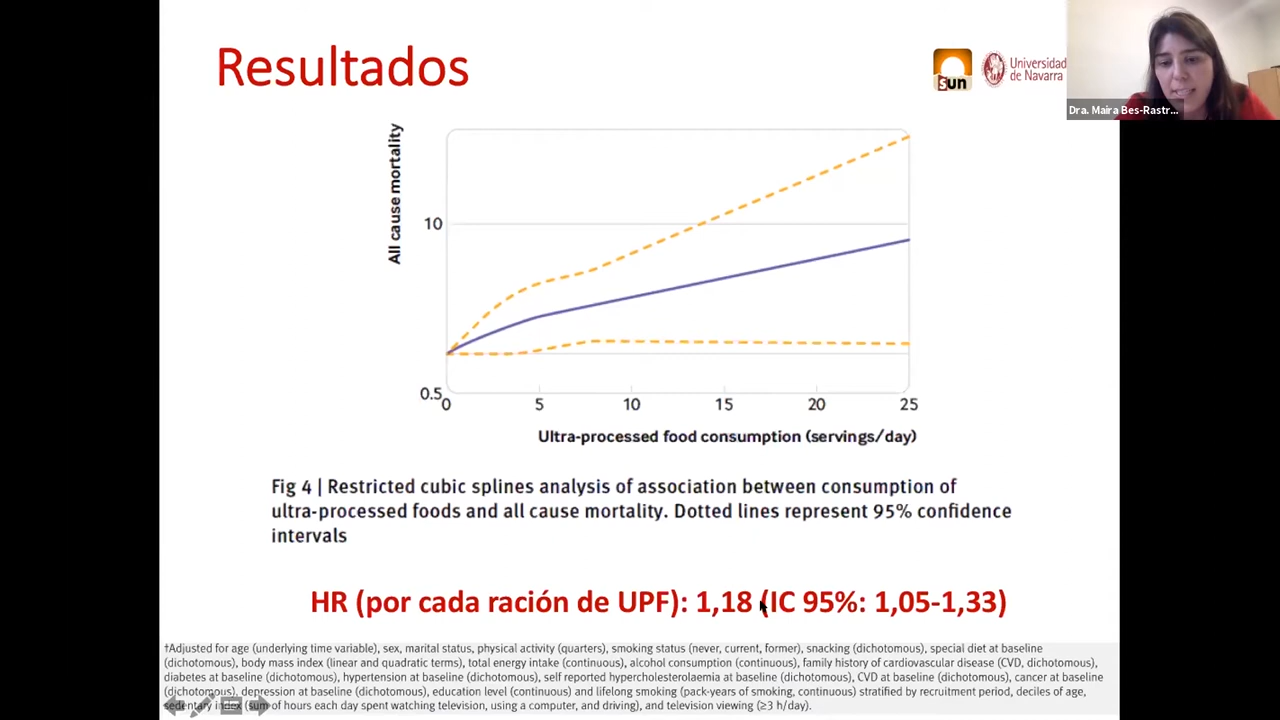 Resultados
sun
Universidad
de Navarra
Dra. Maira Bes-Rastr...
All cause mortality
10
0.5
0
5
10
15
20
25
Ultra-processed food consumption (servings/day)
Fig 4 | Restricted cubic splines analysis of association between consumption of
ultra-processed foods and all cause mortality. Dotted lines represent 95% confidence
intervals
HR (por cada ración de UPF): 1,18 (IC 95%: 1,05-1,33)
†Adjusted for age (underlying time variable), sex, marital status, physical activity (quarters), smoking status (never, current, former), snacking (dichotomous), special diet at baseline
(dichotomous), body mass index (linear and quadratic terms), total energy intake (continuous), alcohol consumption (continuous), family history of cardiovascular disease (CVD, dichotomous),
diabetes at baseline (dichotomous), hypertension at baseline (dichotomous), self reported hypercholesterolaemia at baseline (dichotomous), CVD at baseline (dichotomous), cancer at baseline
(dichotomous), depression at baseline (dichotomous), education level (continuous) and lifelong smoking (pack-years of smoking, continuous) stratified by recruitment period, deciles of age,
sedentary index (sum of hours each day spent watching television, using a computer, and driving), and television viewing (≥3 h/day).